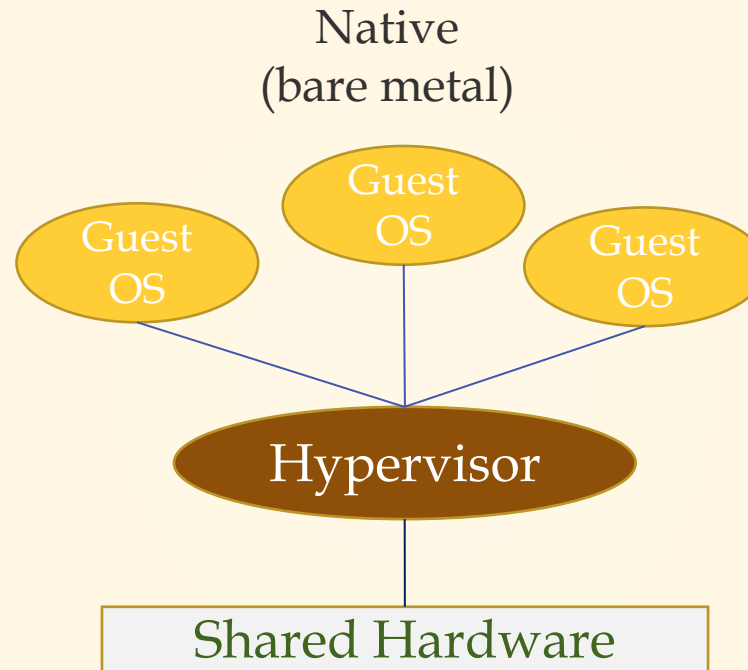 Native
(bare metal)
Guest
OS
Guest
OS
Guest
OS
Hypervisor
Shared Hardware